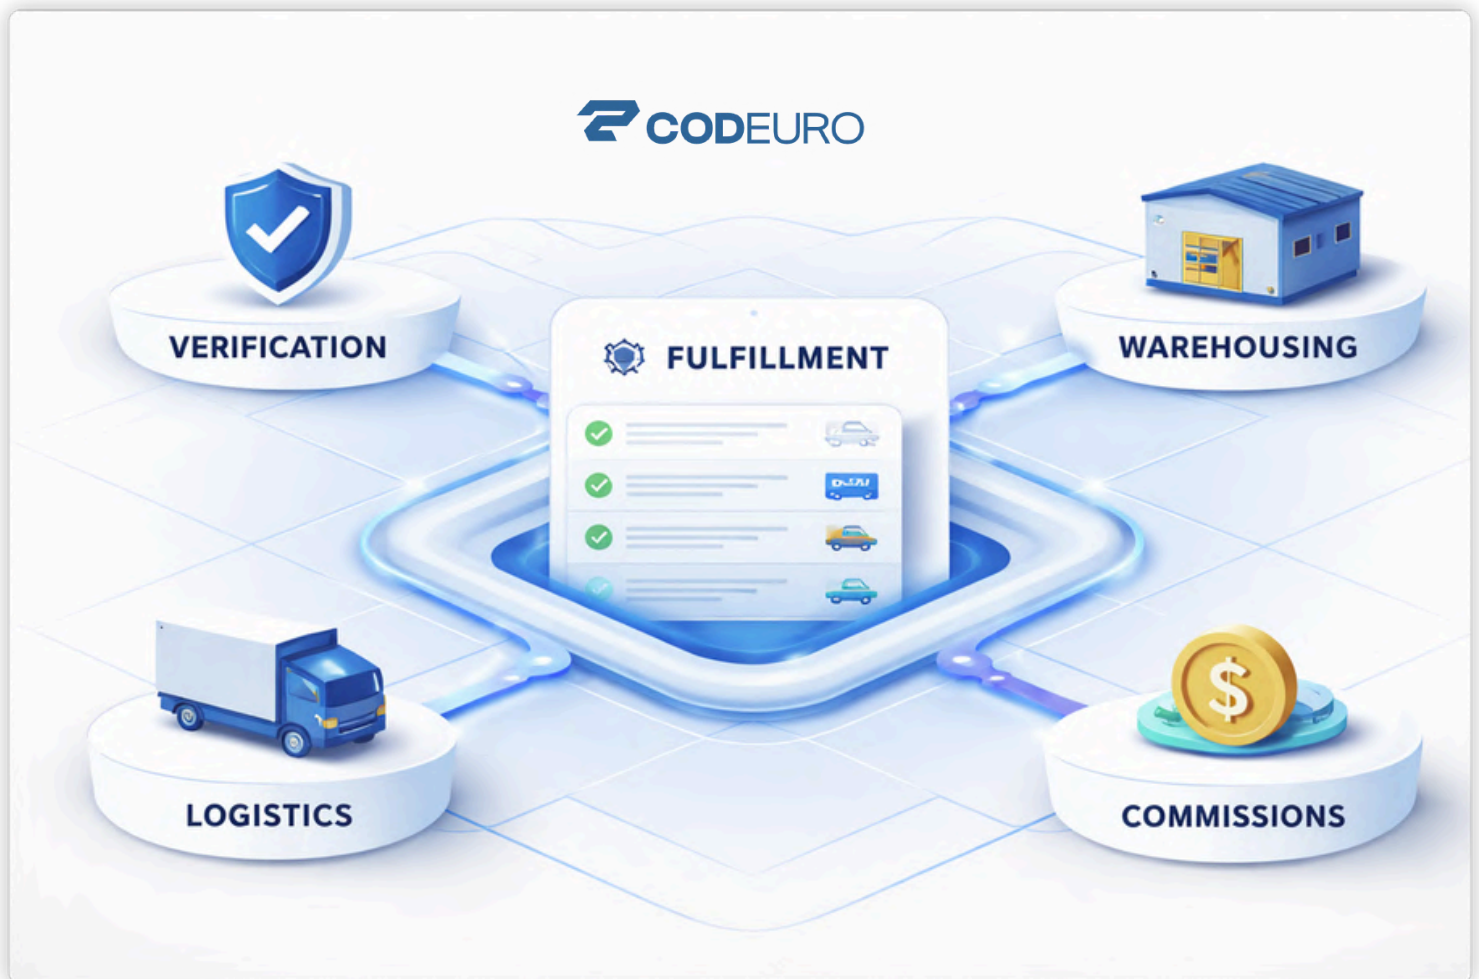 CODEURO
VERIFICATION
WAREHOUSING
FULFILLMENT
LOGISTICS
COMMISSIONS